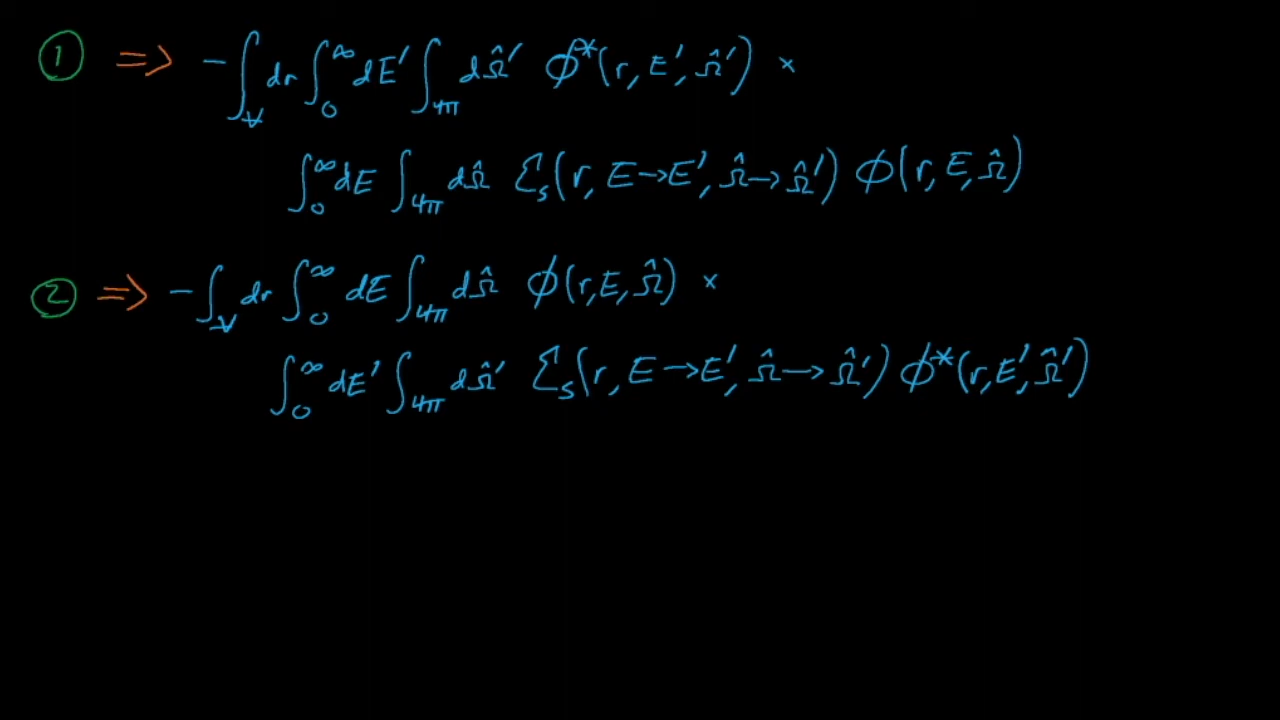 ① ⇒ -∫_V dr ∫_0^∞ dE' ∫_4π dΩ̂' ϕ*(r, E', Ω̂') ×
∫_0^∞ dE ∫_4π dΩ̂ Σ_s(r, E→E', Ω̂→Ω̂') ϕ(r, E, Ω̂)
② ⇒ -∫_V dr ∫_0^∞ dE ∫_4π dΩ̂ ϕ(r, E, Ω̂) ×
∫_0^∞ dE' ∫_4π dΩ̂' Σ_s(r, E→E', Ω̂→Ω̂') ϕ*(r, E', Ω̂')